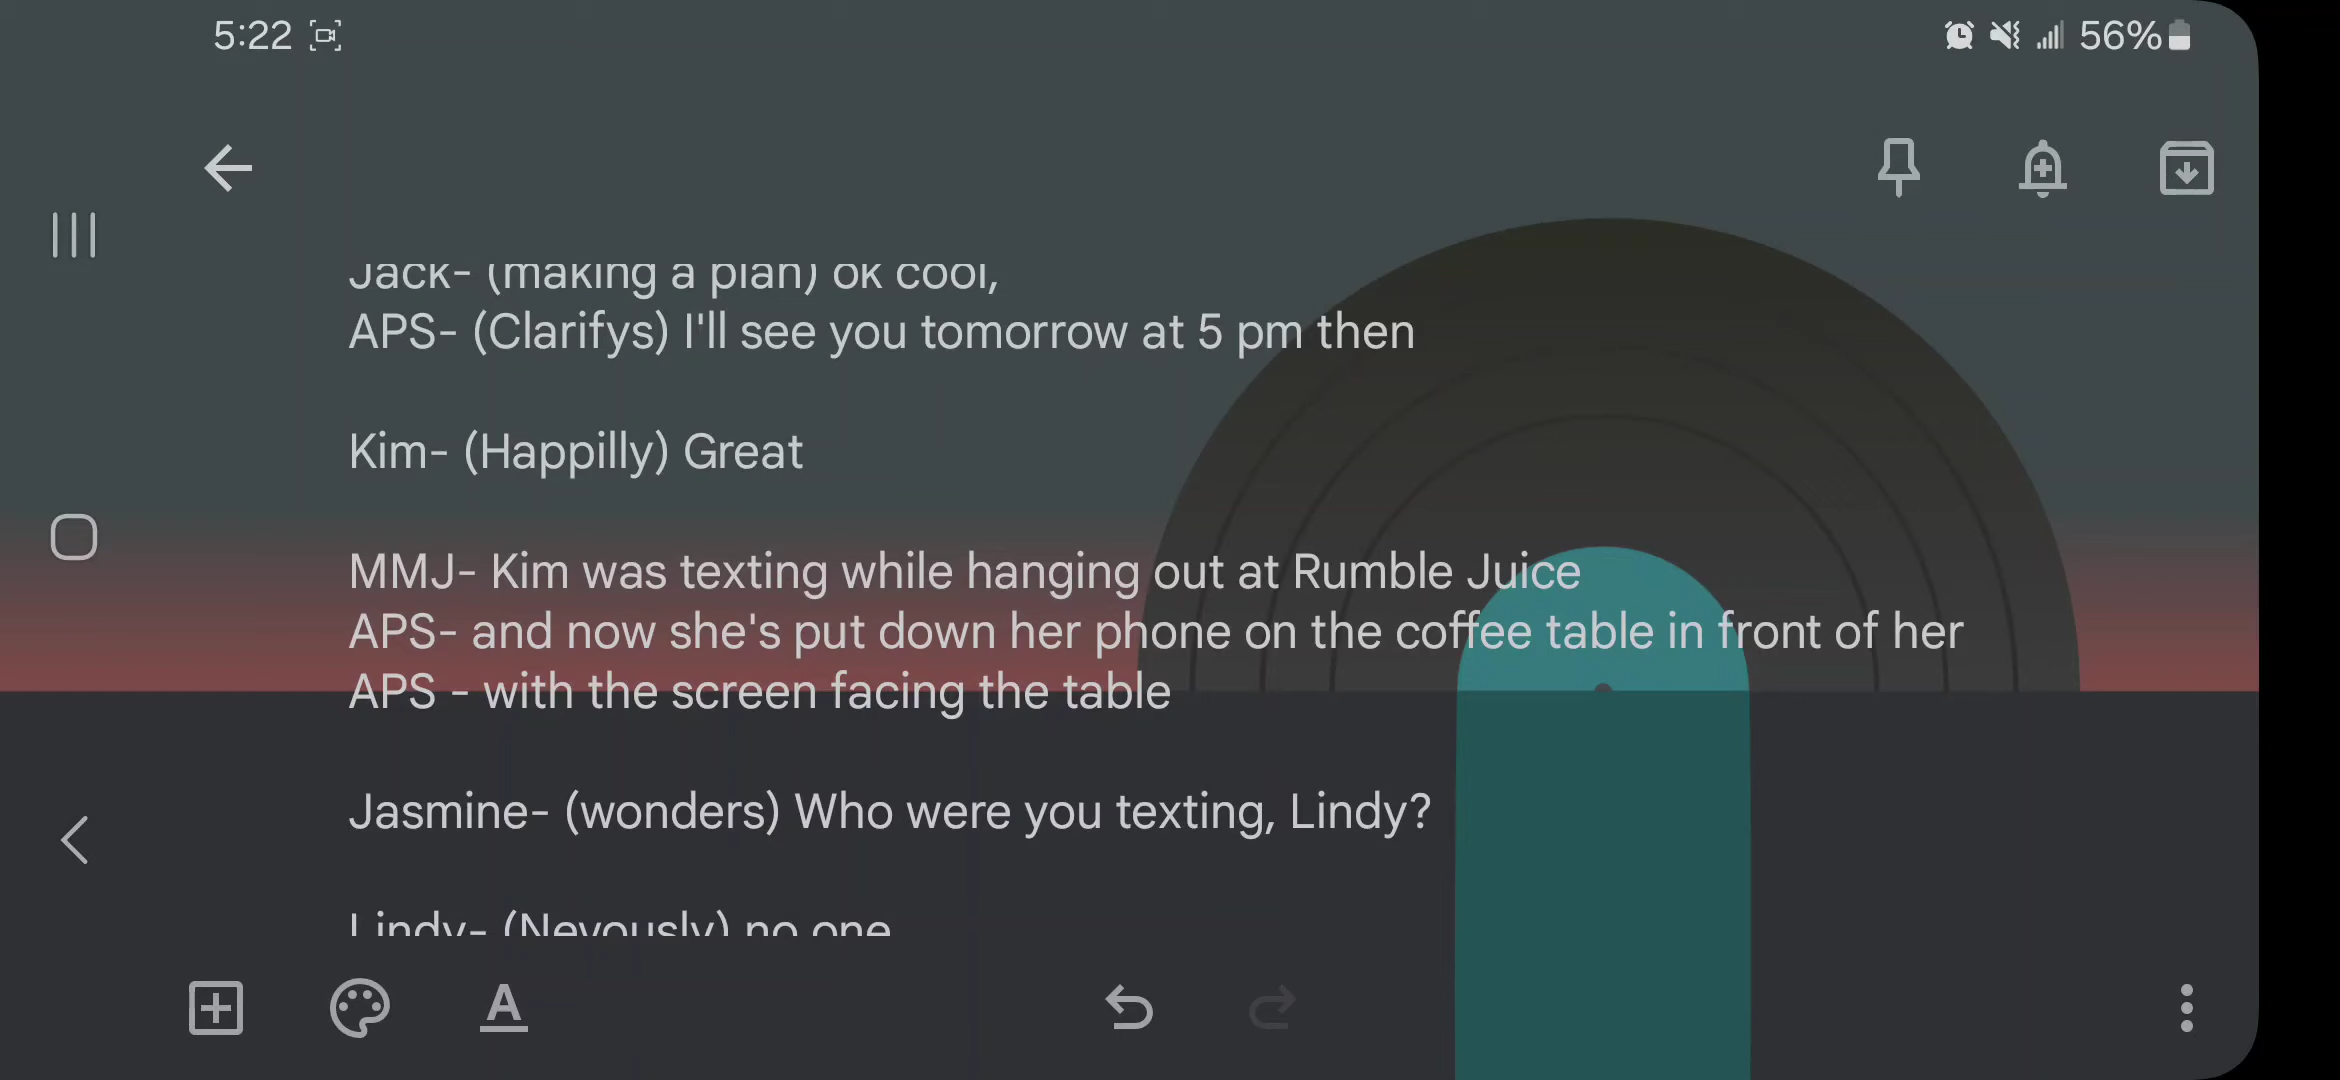 5:22
56%
Jack- (making a plan) ok cool,
APS- (Clarifys) I'll see you tomorrow at 5 pm then
Kim- (Happilly) Great
MMJ- Kim was texting while hanging out at Rumble Juice
APS- and now she's put down her phone on the coffee table in front of her
APS - with the screen facing the table
Jasmine- (wonders) Who were you texting, Lindy?
Lindy- (Nevously) no one
A